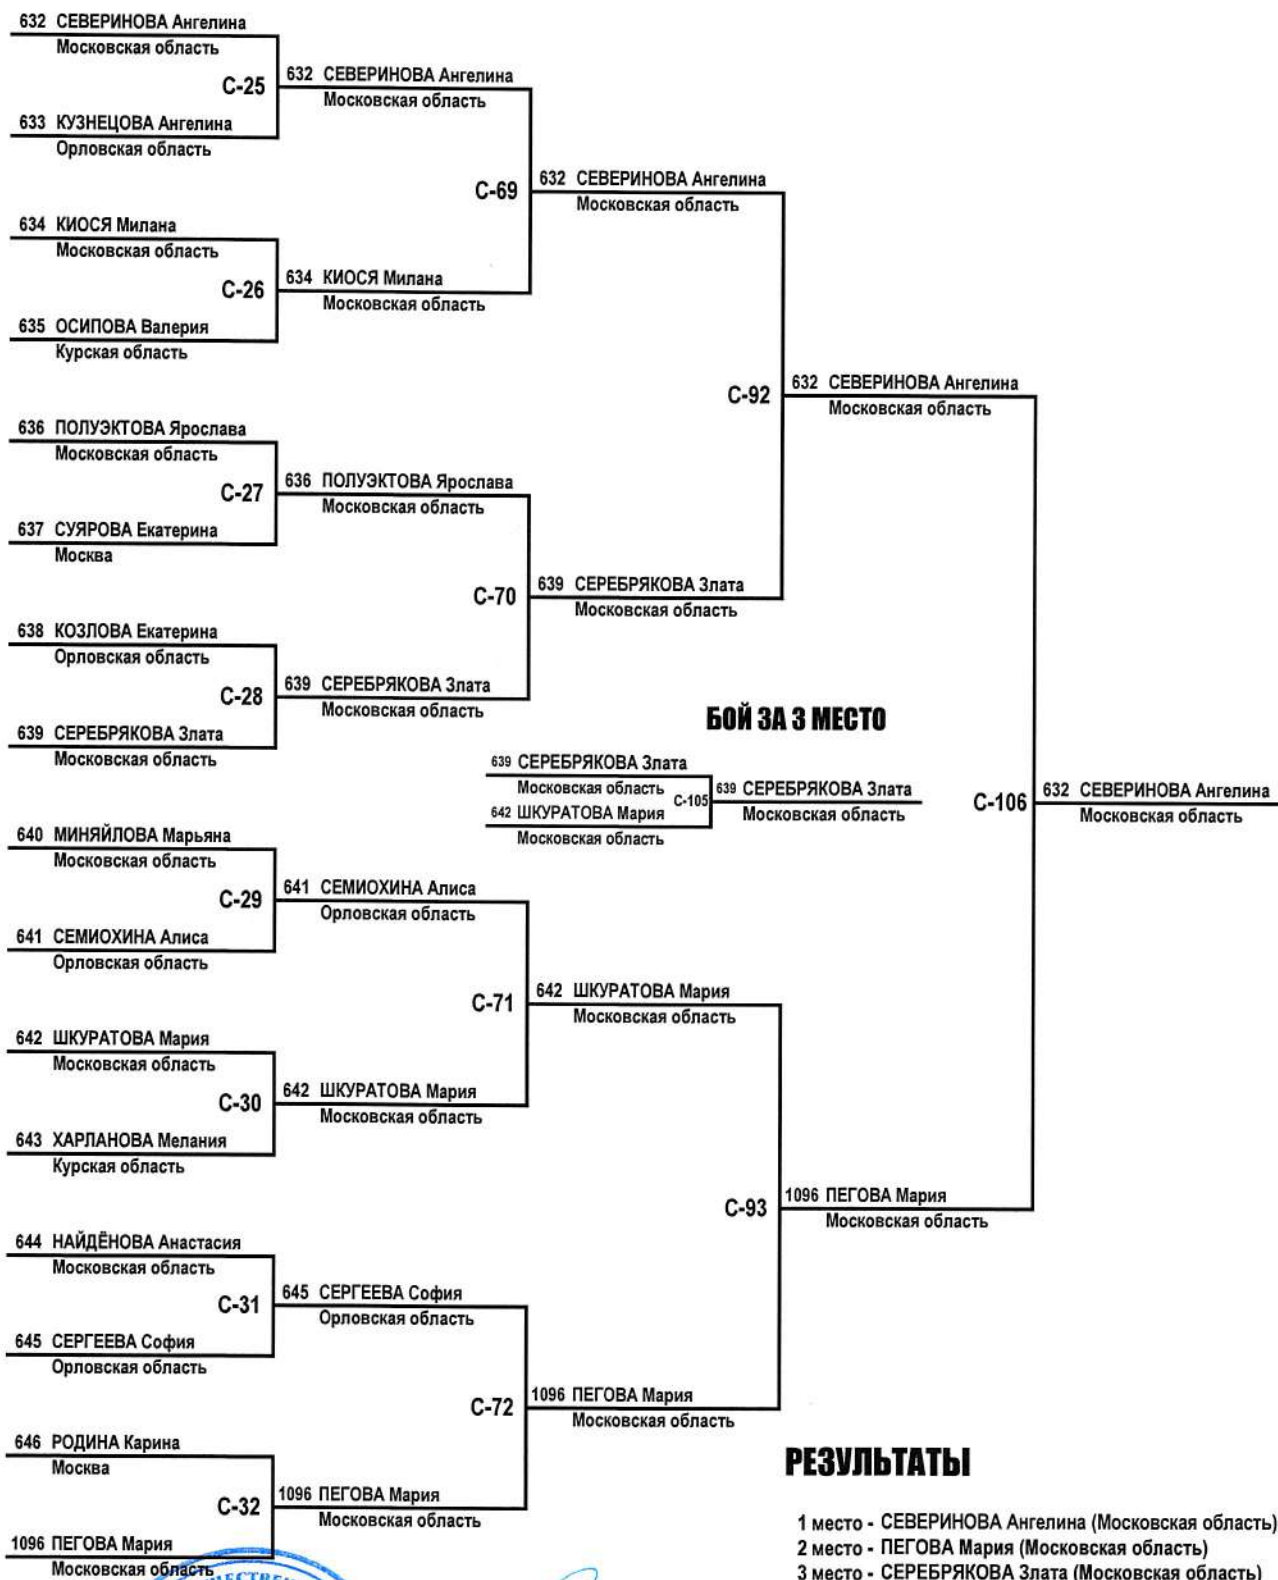 632 СЕВЕРИНОВА Ангелина
Московская область
С-25
633 КУЗНЕЦОВА Ангелина
Орловская область
632 СЕВЕРИНОВА Ангелина
Московская область
С-69
634 КИОСЯ Милана
Московская область
С-26
635 ОСИПОВА Валерия
Курская область
634 КИОСЯ Милана
Московская область
632 СЕВЕРИНОВА Ангелина
Московская область
С-92
636 ПОЛУЭКТОВА Ярослава
Московская область
С-27
637 СУЯРОВА Екатерина
Москва
636 ПОЛУЭКТОВА Ярослава
Московская область
С-70
638 КОЗЛОВА Екатерина
Орловская область
С-28
639 СЕРЕБРЯКОВА Злата
Московская область
639 СЕРЕБРЯКОВА Злата
Московская область
639 СЕРЕБРЯКОВА Злата
Московская область
632 СЕВЕРИНОВА Ангелина
Московская область
БОЙ ЗА 3 МЕСТО
639 СЕРЕБРЯКОВА Злата
Московская область
С-105
642 ШКУРАТОВА Мария
Московская область
639 СЕРЕБРЯКОВА Злата
Московская область
С-106
632 СЕВЕРИНОВА Ангелина
Московская область
640 МИНЯЙЛОВА Марьяна
Московская область
С-29
641 СЕМИОХИНА Алиса
Орловская область
641 СЕМИОХИНА Алиса
Орловская область
С-71
642 ШКУРАТОВА Мария
Московская область
С-30
643 ХАРЛАНОВА Мелания
Курская область
642 ШКУРАТОВА Мария
Московская область
642 ШКУРАТОВА Мария
Московская область
С-93
1096 ПЕГОВА Мария
Московская область
644 НАЙДЁНОВА Анастасия
Московская область
С-31
645 СЕРГЕЕВА София
Орловская область
645 СЕРГЕЕВА София
Орловская область
С-72
646 РОДИНА Карина
Москва
С-32
1096 ПЕГОВА Мария
Московская область
1096 ПЕГОВА Мария
Московская область
1096 ПЕГОВА Мария
Московская область
РЕЗУЛЬТАТЫ
1 место - СЕВЕРИНОВА Ангелина (Московская область)
2 место - ПЕГОВА Мария (Московская область)
3 место - СЕРЕБРЯКОВА Злата (Московская область)